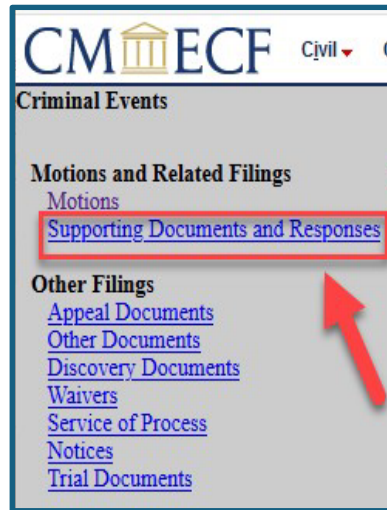 CM ECF Civil
Criminal Events
Motions and Related Filings
Motions
Supporting Documents and Responses
Other Filings
Appeal Documents
Other Documents
Discovery Documents
Waivers
Service of Process
Notices
Trial Documents